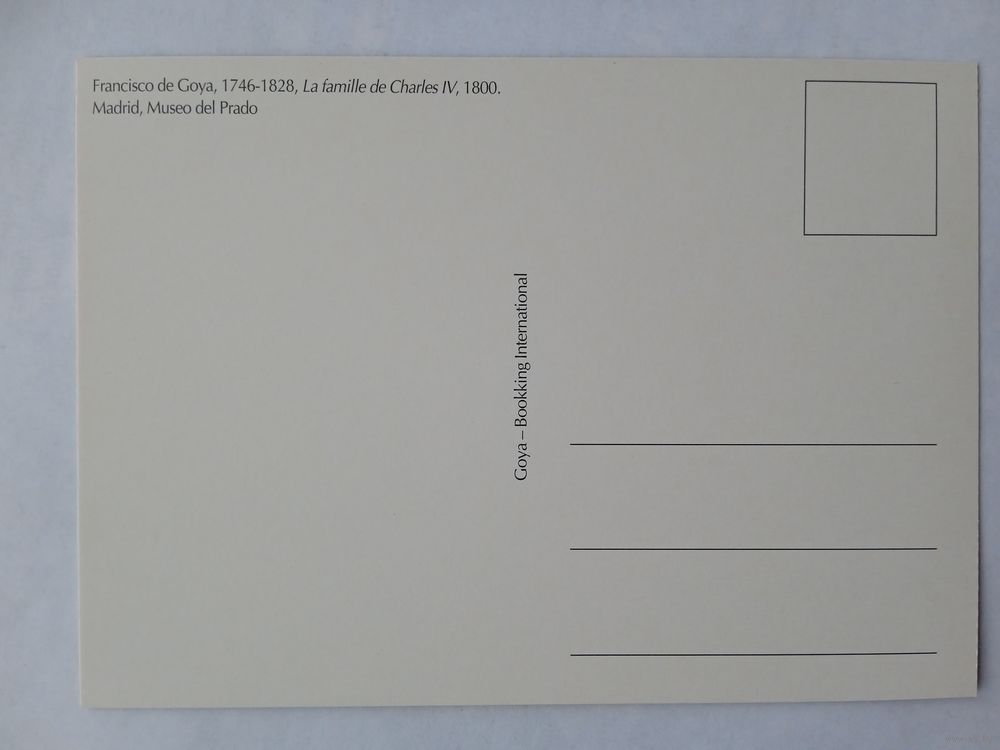 Francisco de Goya, 1746-1828, La famille de Charles IV, 1800.
Madrid, Museo del Prado
Goya – Bookking International